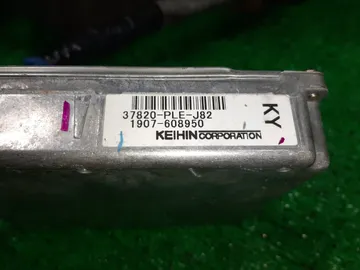 37820-PLE-J82
1907-608950
KEIHIN CORPORATION
KY